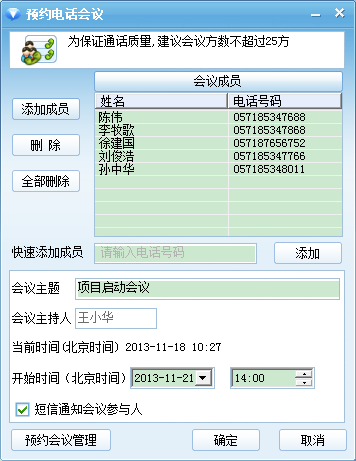 预约电话会议
为保证通话质量,建议会议方数不超过25方
会议成员
添加成员
删 除
全部删除
姓名 电话号码
陈伟 057185347688
李牧歌 057185347868
徐建国 057187656752
刘俊浩 057185347766
孙中华 057185348011
快速添加成员 请输入电话号码 添加
会议主题 项目启动会议
会议主持人 王小华
当前时间(北京时间) 2013-11-18 10:27
开始时间(北京时间) 2013-11-21 14:00
短信通知会议参与人
预约会议管理 确定 取消